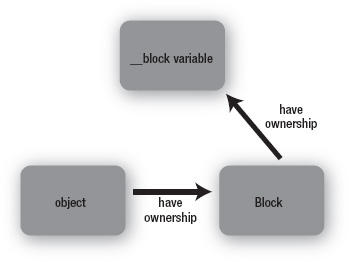 __block variable
have
ownership
object
have
ownership
Block